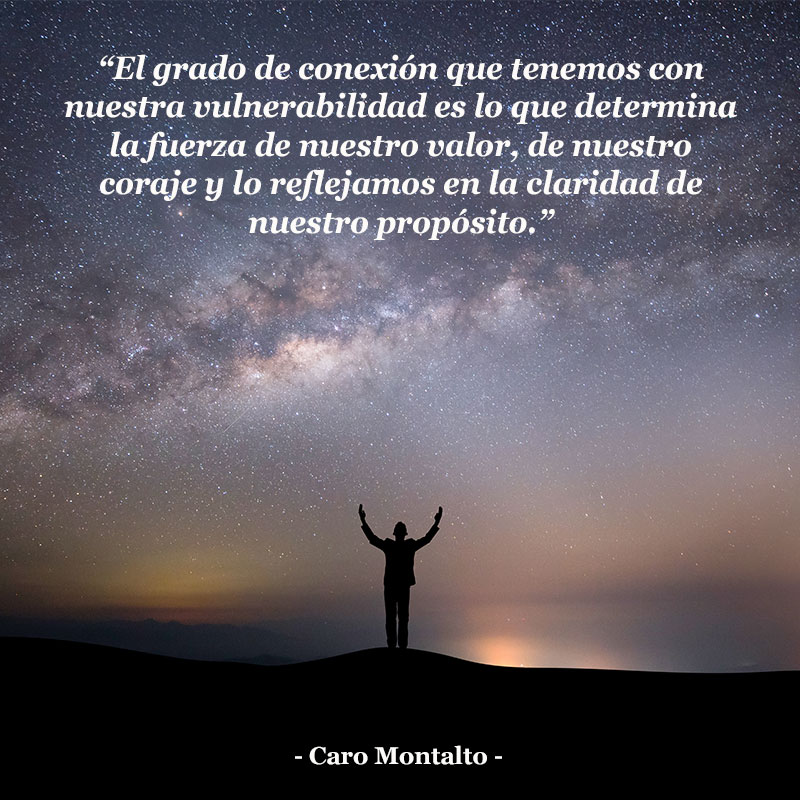 “El grado de conexión que tenemos con
nuestra vulnerabilidad es lo que determina
la fuerza de nuestro valor, de nuestro
coraje y lo reflejamos en la claridad de
nuestro propósito.”
- Caro Montalto -